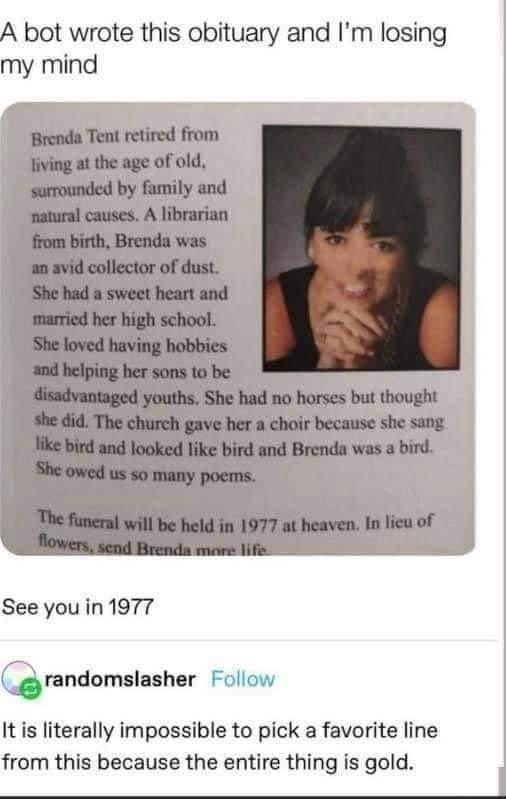 A bot wrote this obituary and I'm losing
my mind
Brenda Tent retired from
living at the age of old,
surrounded by family and
natural causes. A librarian
from birth, Brenda was
an avid collector of dust.
She had a sweet heart and
married her high school.
She loved having hobbies
and helping her sons to be
disadvantaged youths. She had no horses but thought
she did. The church gave her a choir because she sang
like bird and looked like bird and Brenda was a bird.
She owed us so many poems.
The funeral will be held in 1977 at heaven. In lieu of
flowers, send Brenda more life.
See you in 1977
randomslasher Follow
It is literally impossible to pick a favorite line
from this because the entire thing is gold.